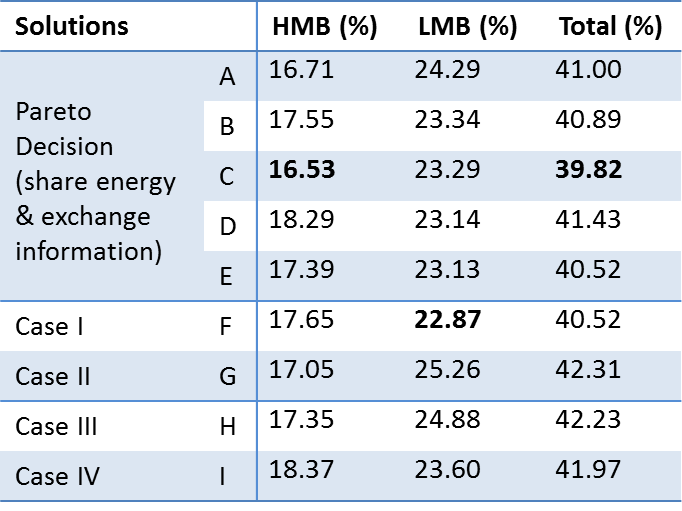 Solutions HMB (%) LMB (%) Total (%)
Pareto
Decision
(share energy
& exchange
information)
A 16.71 24.29 41.00
B 17.55 23.34 40.89
C 16.53 23.29 39.82
D 18.29 23.14 41.43
E 17.39 23.13 40.52
Case I F 17.65 22.87 40.52
Case II G 17.05 25.26 42.31
Case III H 17.35 24.88 42.23
Case IV I 18.37 23.60 41.97